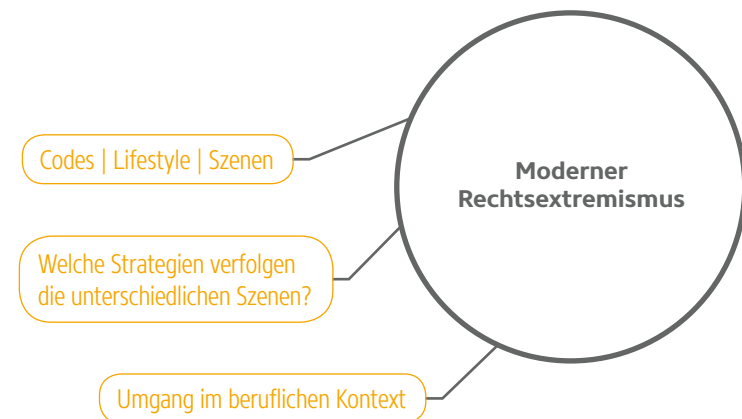 Codes | Lifestyle | Szenen
Moderner
Rechtsextremismus
Welche Strategien verfolgen
die unterschiedlichen Szenen?
Umgang im beruflichen Kontext